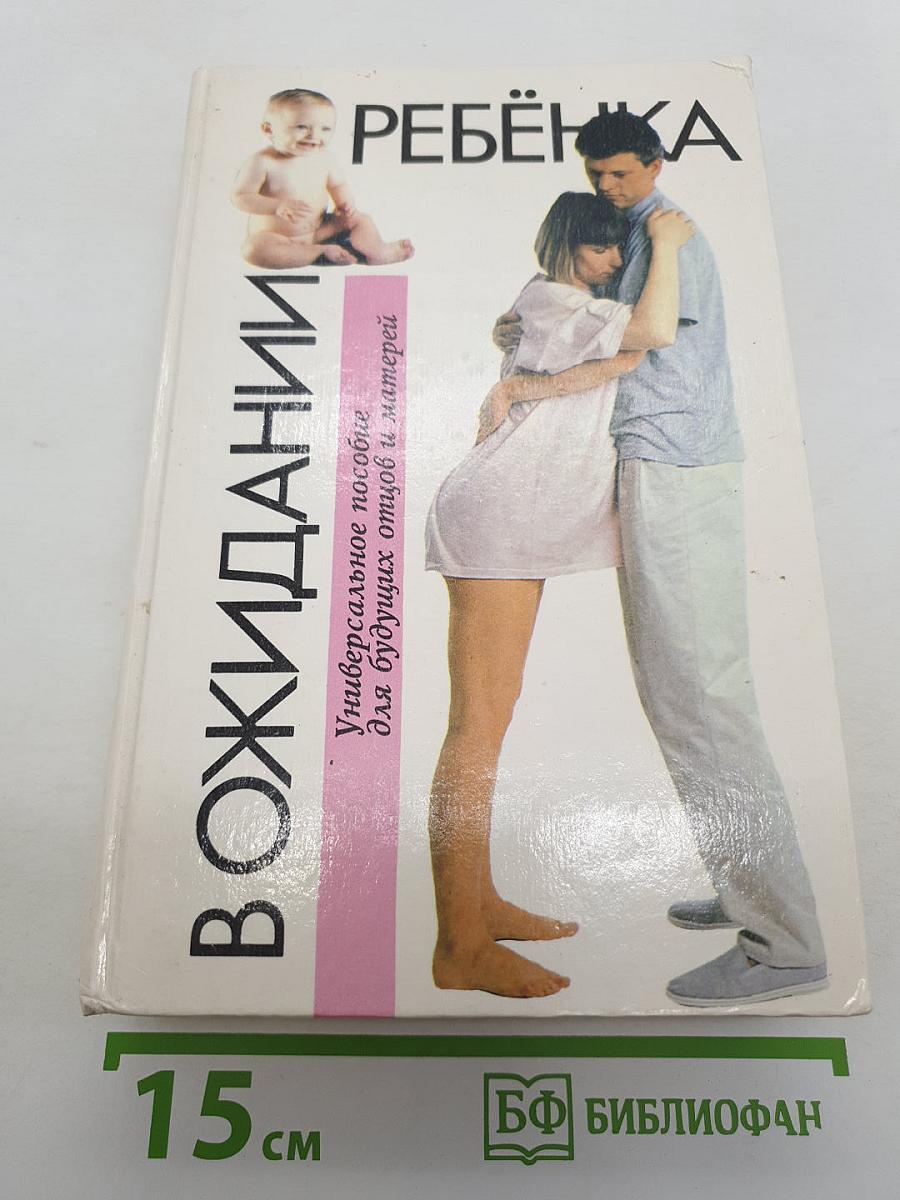 В ОЖИДАНИИ
РЕБЁНКА
Универсальное пособие
для будущих отцов и матерей
15 см
БФ БИБЛИОФАН